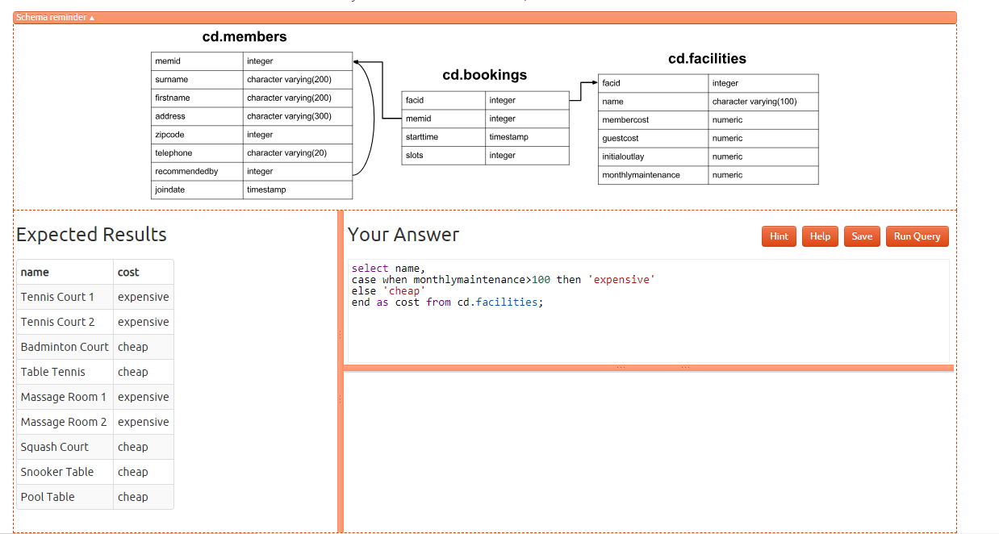 Schema reminder ▲
cd.members
memid integer
surname character varying(200)
firstname character varying(200)
address character varying(300)
zipcode integer
telephone character varying(20)
recommendedby integer
joindate timestamp
cd.bookings
facid integer
memid integer
starttime timestamp
slots integer
cd.facilities
facid integer
name character varying(100)
membercost numeric
guestcost numeric
initialoutlay numeric
monthlymaintenance numeric
Expected Results
name cost
Tennis Court 1 expensive
Tennis Court 2 expensive
Badminton Court cheap
Table Tennis cheap
Massage Room 1 expensive
Massage Room 2 expensive
Squash Court cheap
Snooker Table cheap
Pool Table cheap
Your Answer
Hint Help Save Run Query
select name,
case when monthlymaintenance>100 then 'expensive'
else 'cheap'
end as cost from cd.facilities;